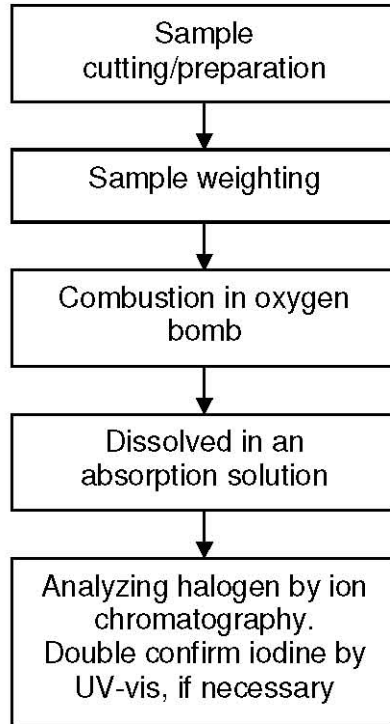 Sample
cutting/preparation
Sample weighting
Combustion in oxygen
bomb
Dissolved in an
absorption solution
Analyzing halogen by ion
chromatography.
Double confirm iodine by
UV-vis, if necessary